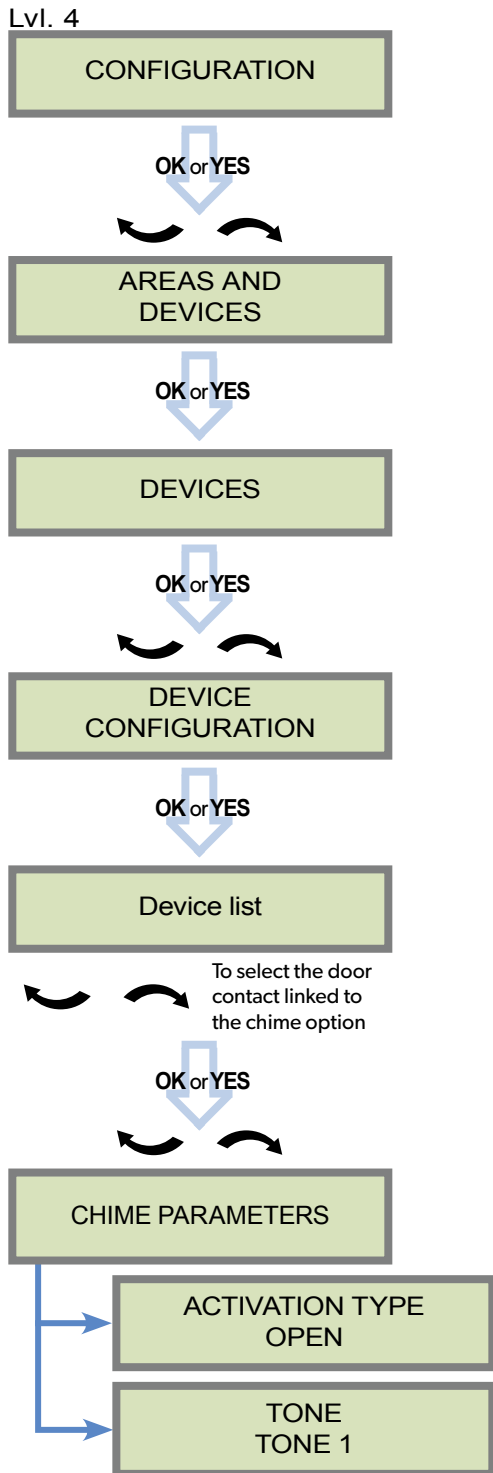 Lvl. 4
CONFIGURATION
OK or YES
AREAS AND
DEVICES
OK or YES
DEVICES
OK or YES
DEVICE
CONFIGURATION
OK or YES
Device list
To select the door
contact linked to
the chime option
OK or YES
CHIME PARAMETERS
ACTIVATION TYPE
OPEN
TONE
TONE 1